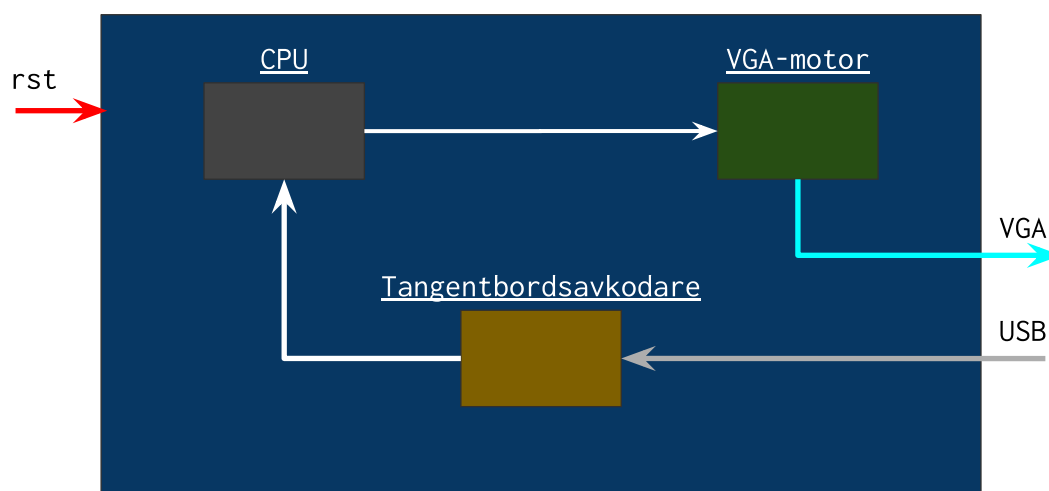 CPU
VGA-motor
rst
VGA
Tangentbordsavkodare
USB